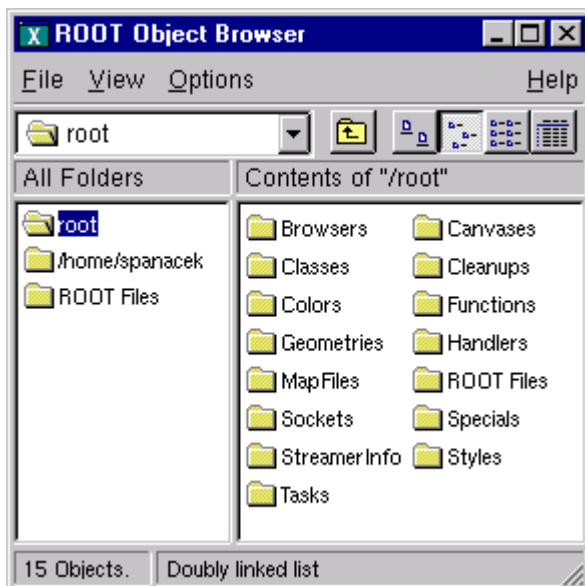 ROOT Object Browser
File View Options Help
root
All Folders Contents of "/root"
root
/home/spanacek
ROOT Files
Browsers Canvases
Classes Cleanups
Colors Functions
Geometries Handlers
MapFiles ROOT Files
Sockets Specials
StreamerInfo Styles
Tasks
15 Objects. Doubly linked list